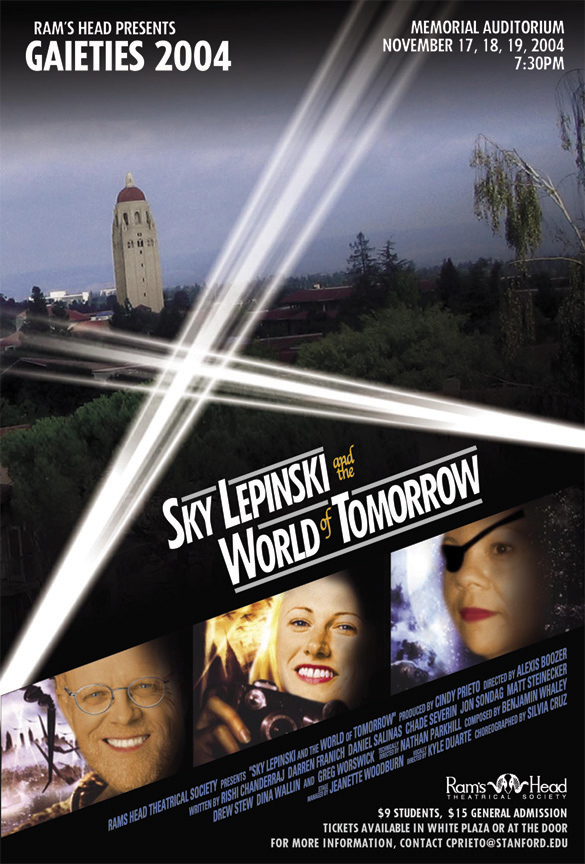 RAM'S HEAD PRESENTS
GAIETIES 2004
MEMORIAL AUDITORIUM
NOVEMBER 17, 18, 19, 2004
7:30PM
SKY LEPINSKI and the
WORLD of TOMORROW
RAMS HEAD THEATRICAL SOCIETY PRESENTS "SKY LEPINSKI AND THE WORLD OF TOMORROW" PRODUCED BY CINDY PRIETO DIRECTED BY ALEXIS BOOZER
WRITTEN BY RISHI CHANDERRAJ DARREN FRANICH DANIEL SALINAS CHADE SEVERIN JON SONDAG MATT STEINECKER
DREW STEW DINA WALLIN AND GREG WORSWICK NATHAN PARKHILL COMPOSED BY BENJAMIN WHALEY
STAGE MANAGER JEANETTE WOODBURN KYLE DUARTE CHOREOGRAPHED BY SILVIA CRUZ
Ram's Head
THEATRICAL SOCIETY
$9 STUDENTS, $15 GENERAL ADMISSION
TICKETS AVAILABLE IN WHITE PLAZA OR AT THE DOOR
FOR MORE INFORMATION, CONTACT CPRIETO@STANFORD.EDU